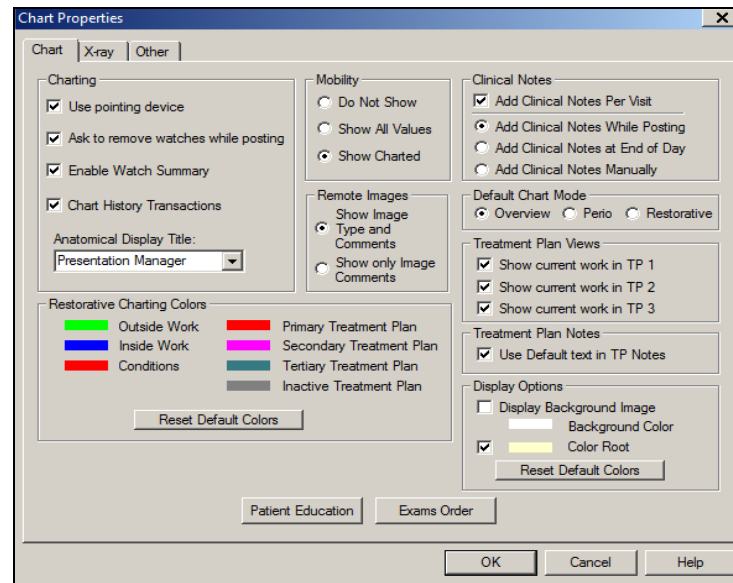 Chart Properties
Chart X-ray Other
Charting
Use pointing device
Ask to remove watches while posting
Enable Watch Summary
Chart History Transactions
Anatomical Display Title:
Presentation Manager
Mobility
Do Not Show
Show All Values
Show Charted
Remote Images
Show Image
Type and
Comments
Show only Image
Comments
Clinical Notes
Add Clinical Notes Per Visit
Add Clinical Notes While Posting
Add Clinical Notes at End of Day
Add Clinical Notes Manually
Default Chart Mode
Overview Perio Restorative
Treatment Plan Views
Show current work in TP 1
Show current work in TP 2
Show current work in TP 3
Restorative Charting Colors
Outside Work Primary Treatment Plan
Inside Work Secondary Treatment Plan
Conditions Tertiary Treatment Plan
Inactive Treatment Plan
Reset Default Colors
Treatment Plan Notes
Use Default text in TP Notes
Display Options
Display Background Image
Background Color
Color Root
Reset Default Colors
Patient Education Exams Order
OK Cancel Help